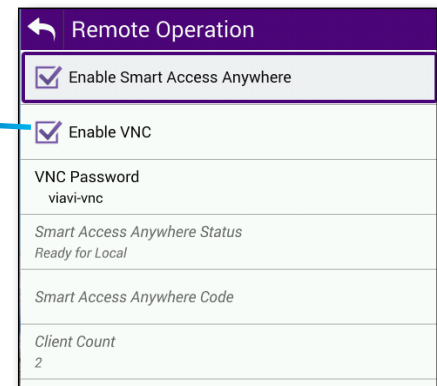 Remote Operation
Enable Smart Access Anywhere
Enable VNC
VNC Password
viavi-vnc
Smart Access Anywhere Status
Ready for Local
Smart Access Anywhere Code
Client Count
2